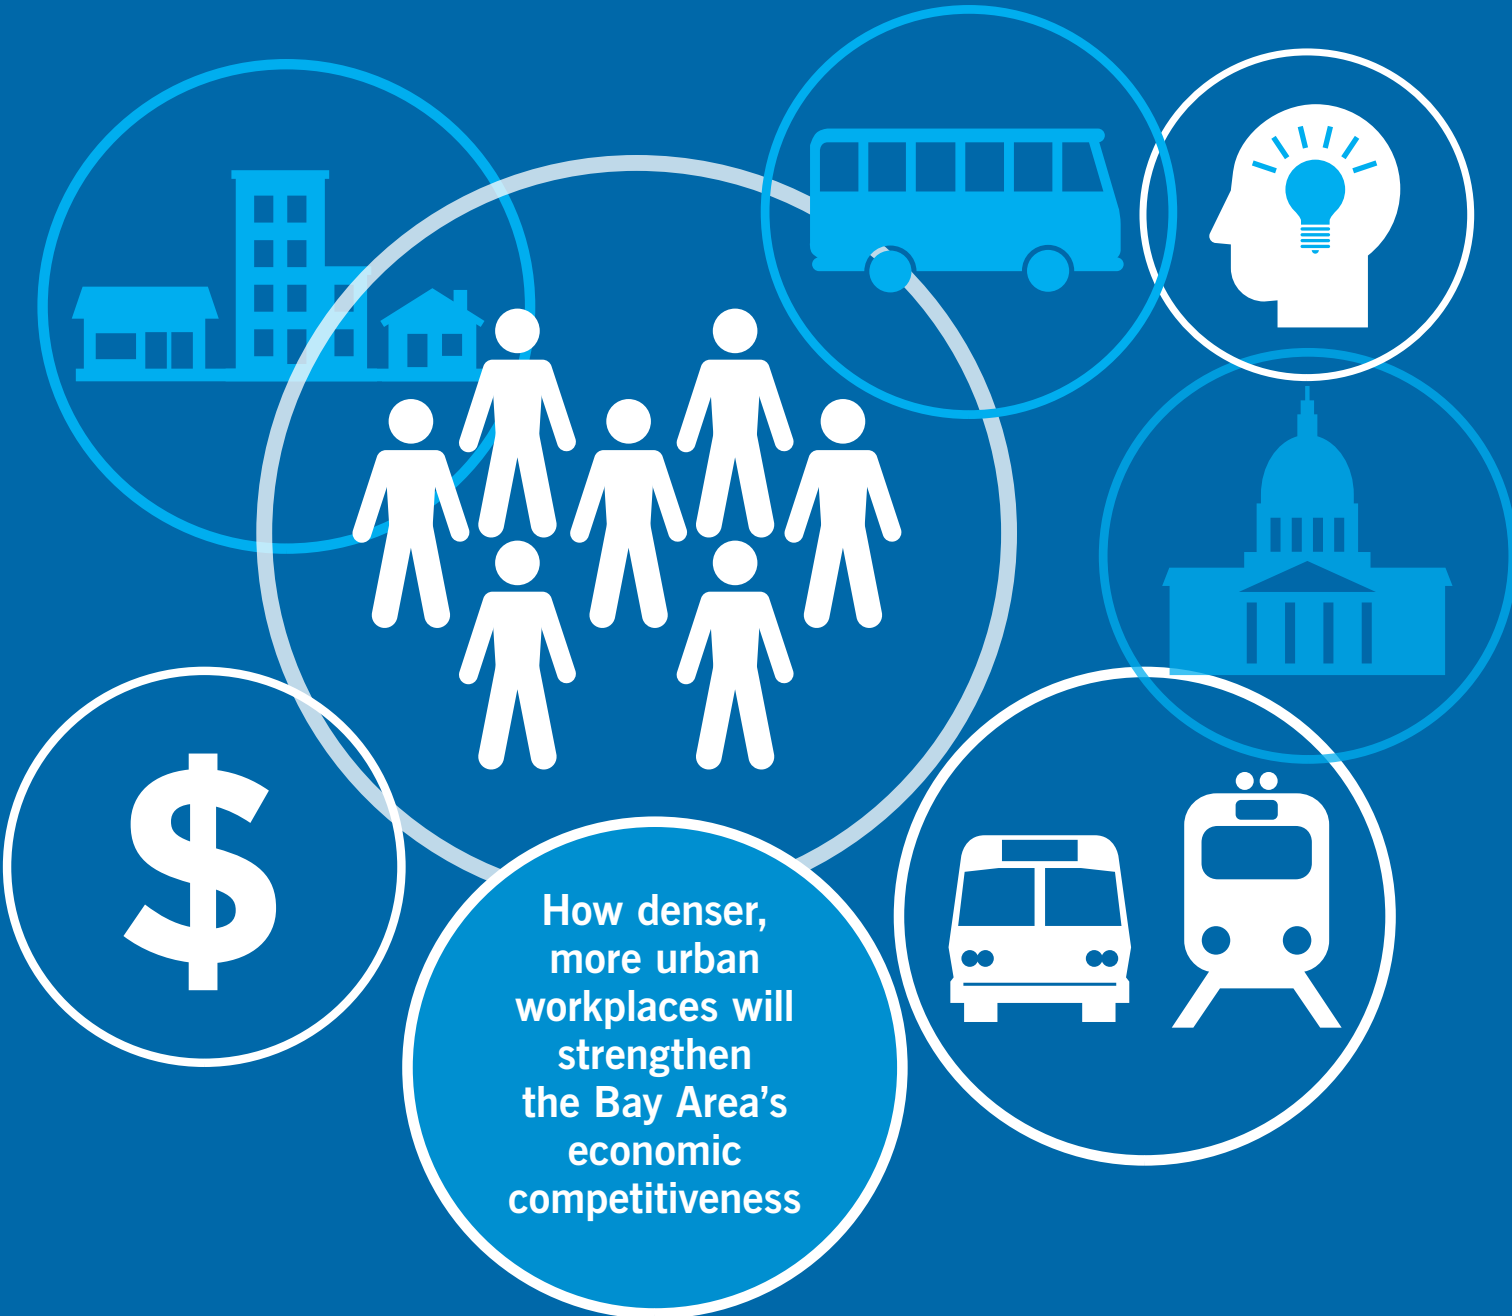 How denser,
more urban
workplaces will
strengthen
the Bay Area’s
economic
competitiveness